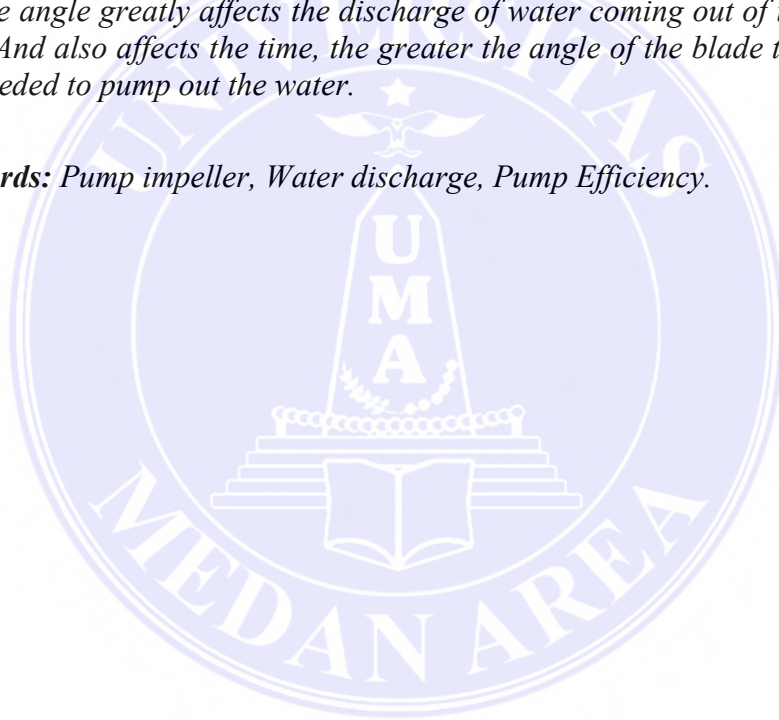 e angle greatly affects the discharge of water coming out of
And also affects the time, the greater the angle of the blade
eded to pump out the water.
rds: Pump impeller, Water discharge, Pump Efficiency.
UNIVERSITAS
U
M
A
MEDAN AREA